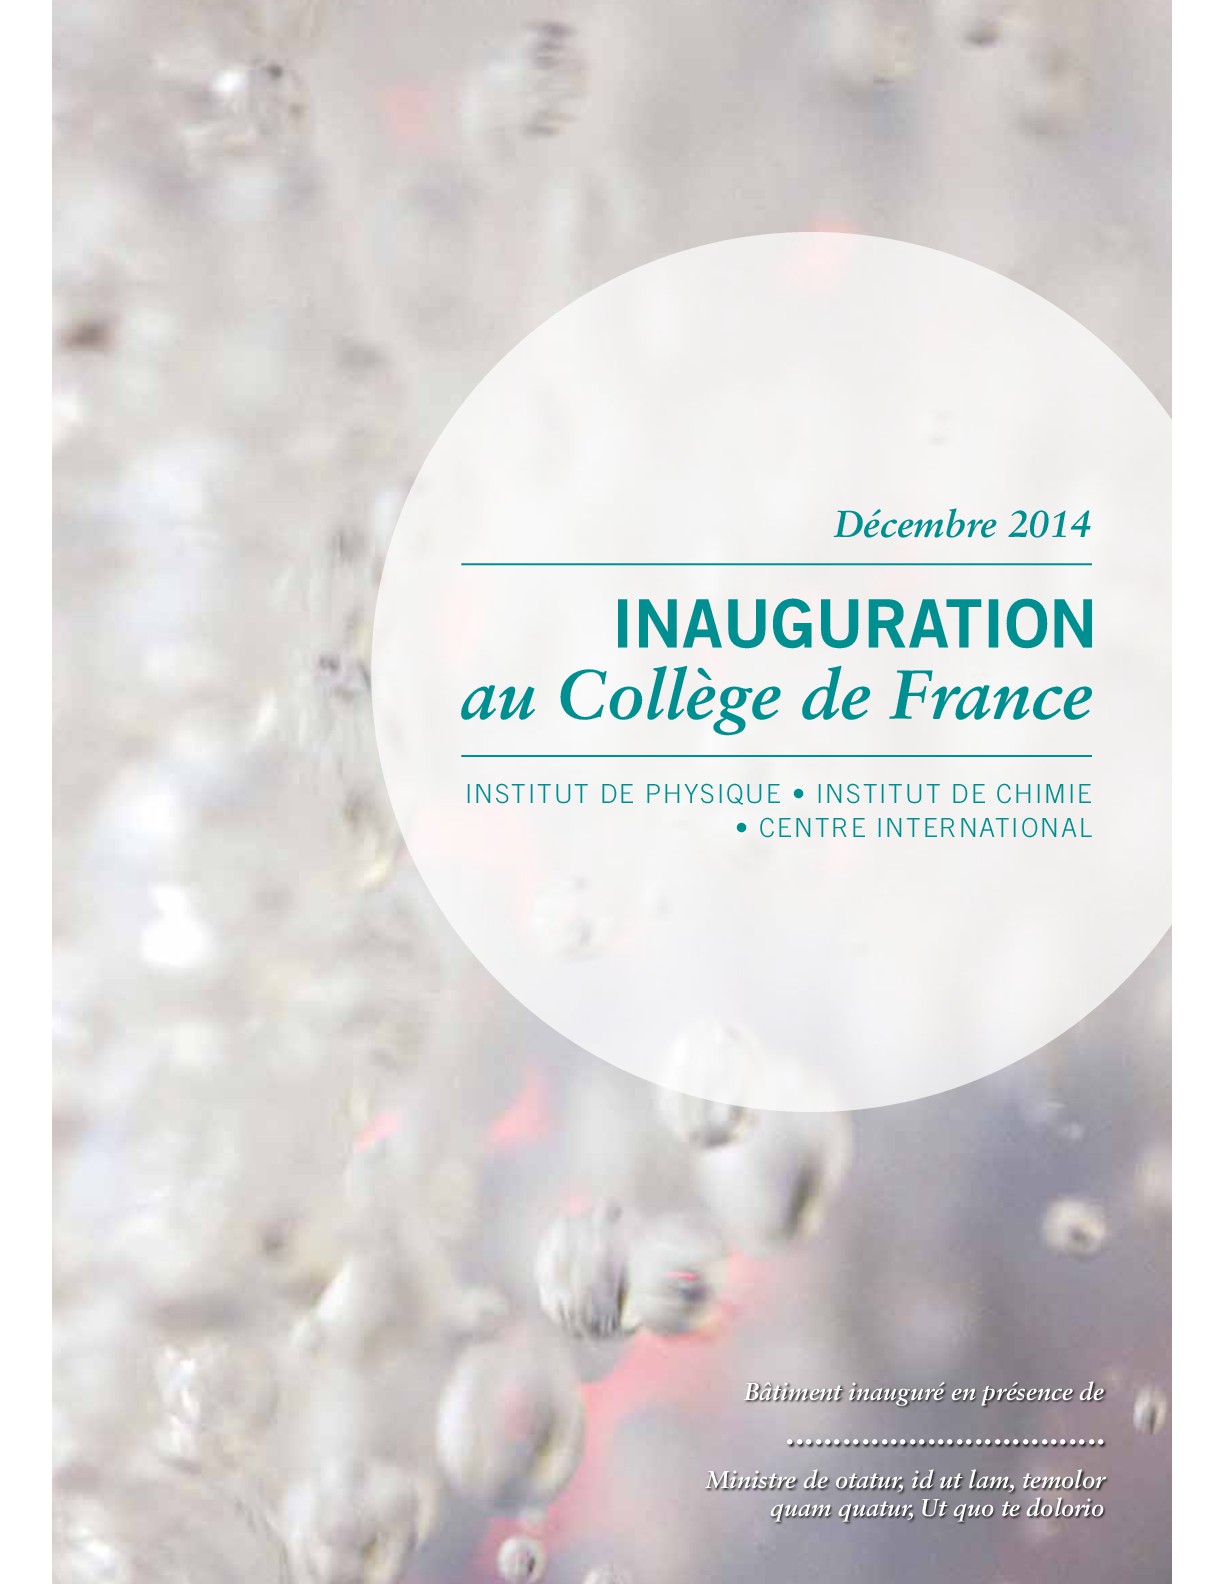 Décembre 2014
INAUGURATION
au Collège de France
INSTITUT DE PHYSIQUE • INSTITUT DE CHIMIE
• CENTRE INTERNATIONAL
Bâtiment inauguré en présence de
..................................
Ministre de otatur, id ut lam, temolor
quam quatur, Ut quo te dolorio